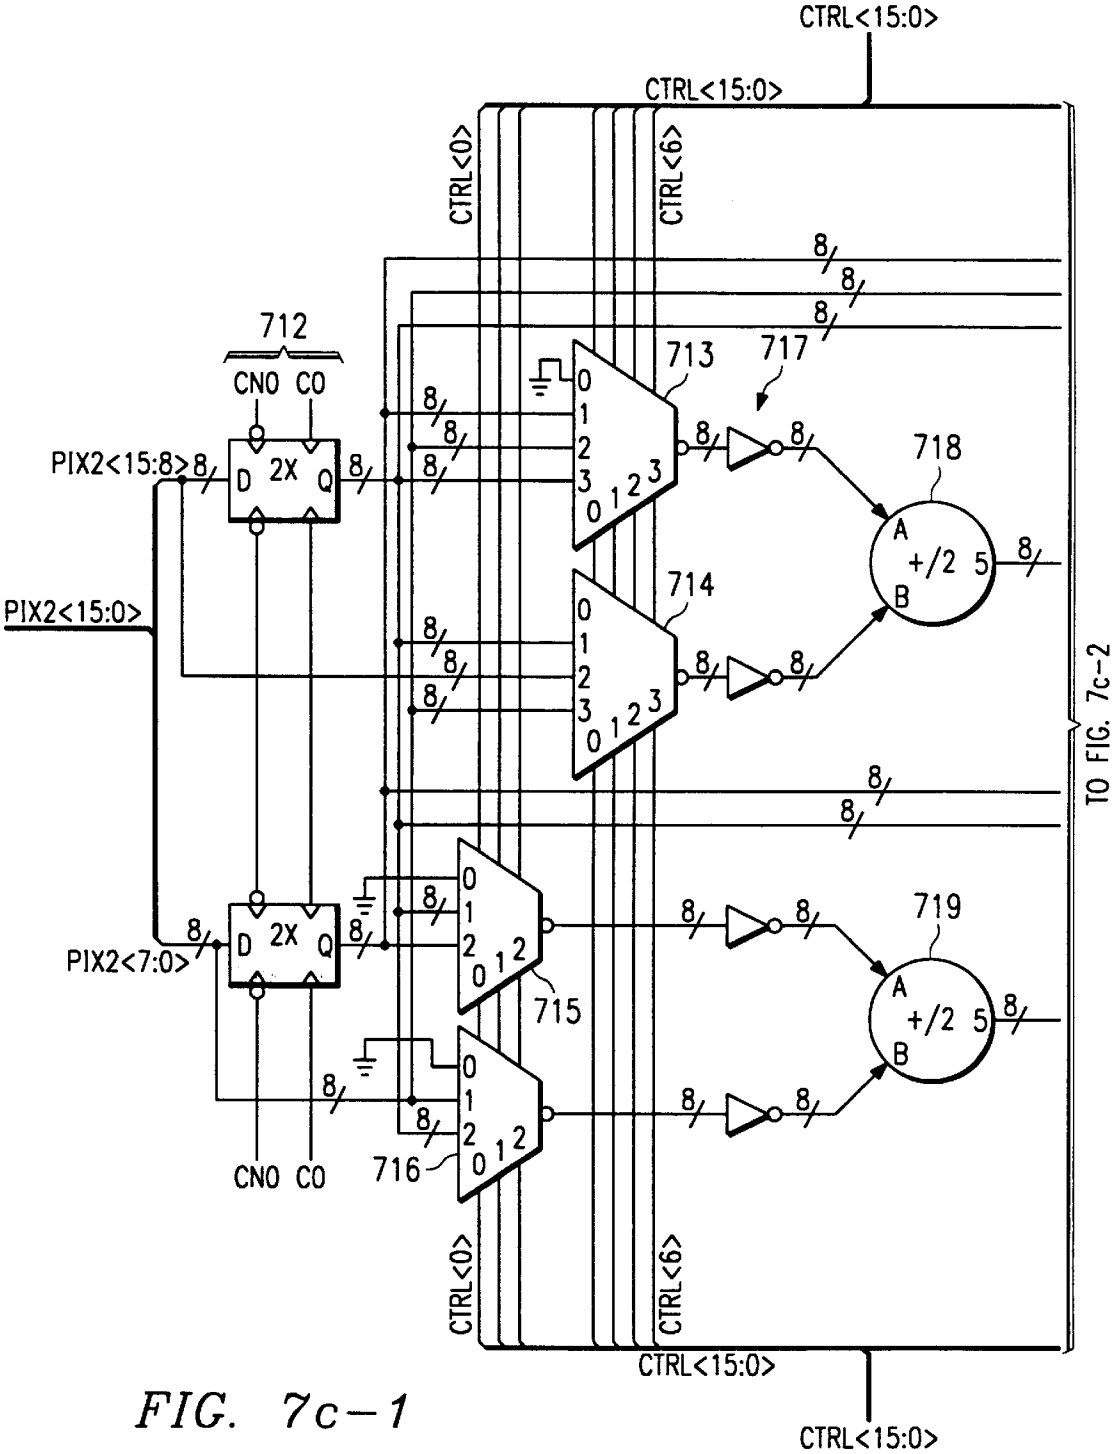 CTRL<15:0>
CTRL<15:0>
CTRL<0>
CTRL<6>
8
8
8
712
CN0 C0
713
717
0
8 1
8 2
8 3
0 1 2 3
8 8
PIX2<15:8> 8 D 2X Q 8
718
A
+/2 5 8
B
714
0
8 1
8 2
8 3
0 1 2 3
8 8
PIX2<15:0>
TO FIG. 7c-2
8
8
0
8 1
2
0 1 2
8 8
715
PIX2<7:0> 8 D 2X Q 8
719
A
+/2 5 8
B
0
8 1
8 2
0 1 2
8 8
716
CN0 C0
CTRL<0>
CTRL<6>
CTRL<15:0>
FIG. 7c-1
CTRL<15:0>